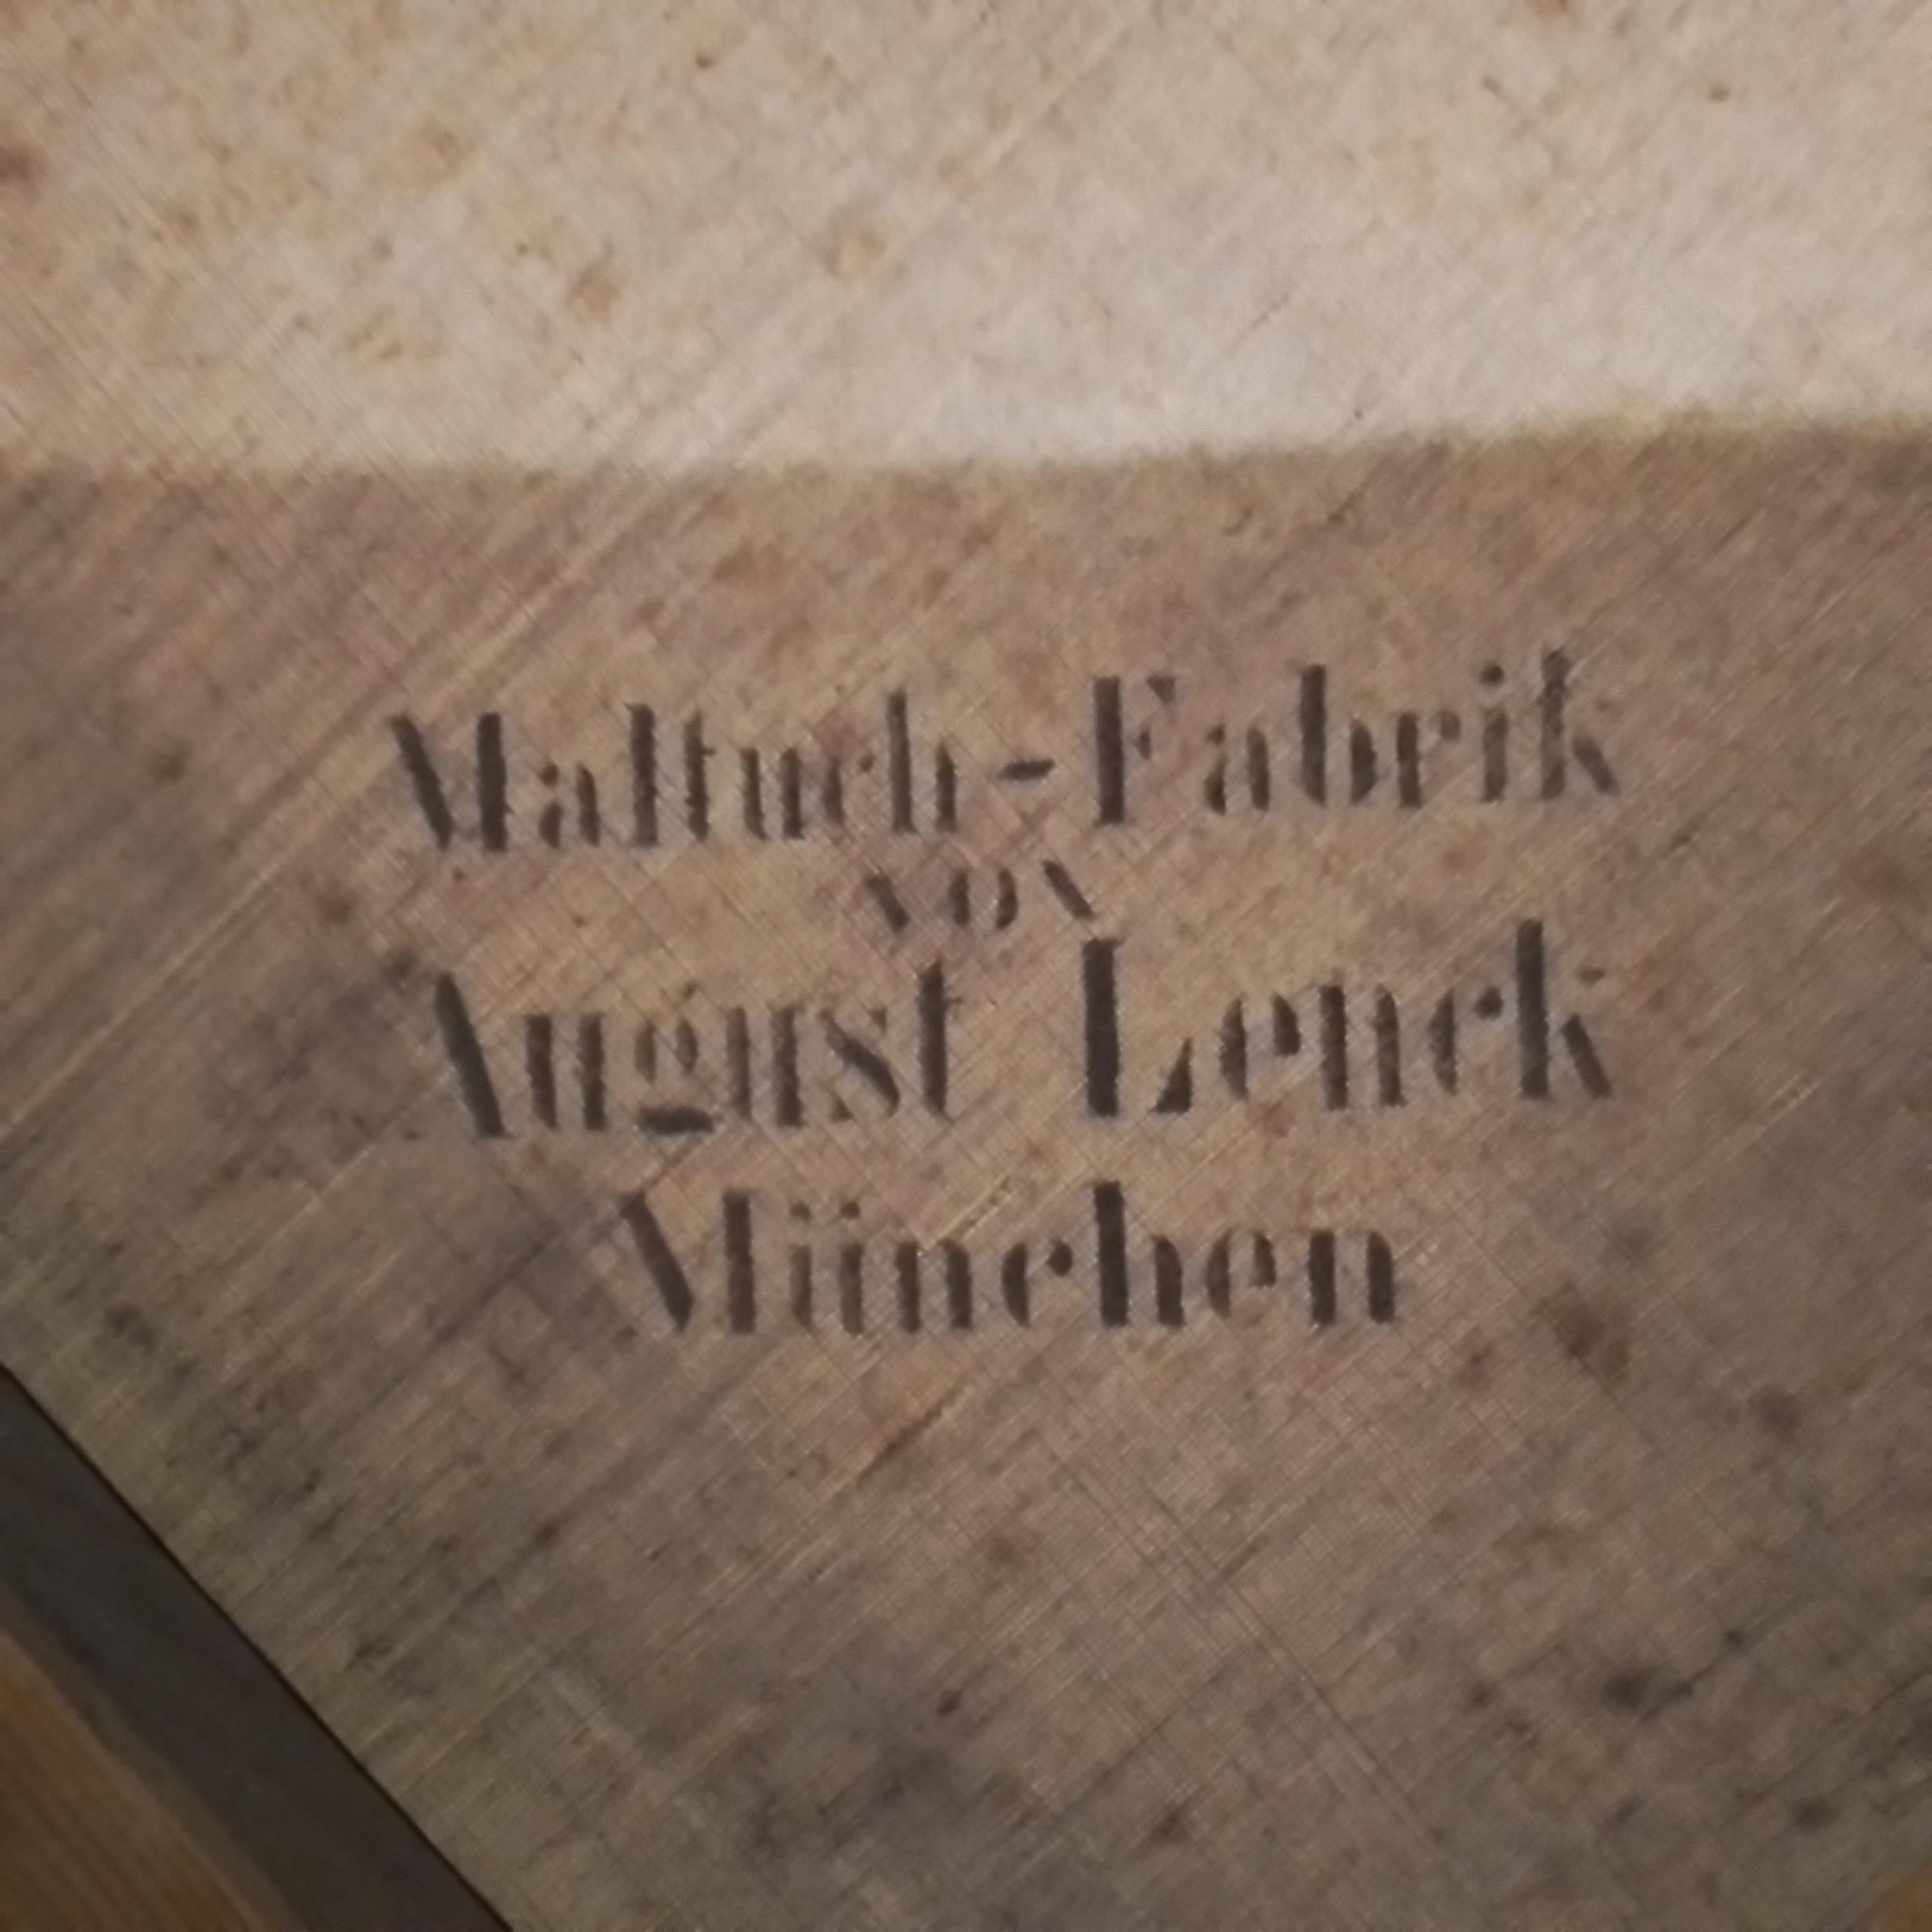 Maltuch-Fabrik
von
August Lenck
München